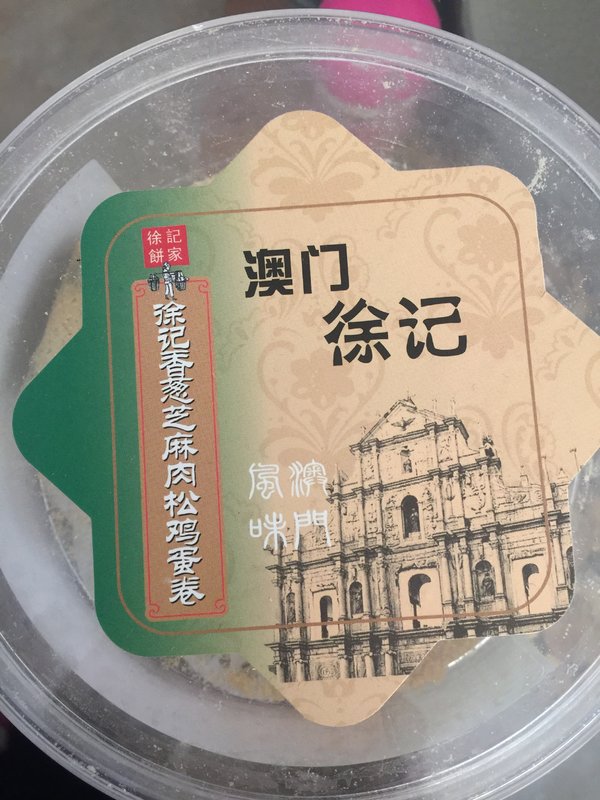 徐記
餅家
徐记香葱芝麻肉松鸡蛋卷
澳门
徐记
澳門
風味